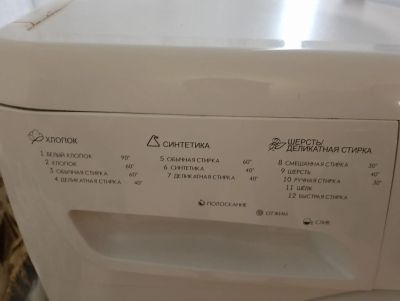 ХЛОПОК
1 БЕЛЫЙ ХЛОПОК 90°
2 ХЛОПОК 60°
3 ОБЫЧНАЯ СТИРКА 60°
4 ДЕЛИКАТНАЯ СТИРКА 40°
СИНТЕТИКА
5 ОБЫЧНАЯ СТИРКА 60°
6 СИНТЕТИКА 40°
7 ДЕЛИКАТНАЯ СТИРКА 40°
ШЕРСТЬ/
ДЕЛИКАТНАЯ СТИРКА
8 СМЕШАННАЯ СТИРКА 30°
9 ШЕРСТЬ 40°
10 РУЧНАЯ СТИРКА 30°
11 ШЁЛК
12 БЫСТРАЯ СТИРКА
ПОЛОСКАНИЕ
ОТЖИМ
СЛИВ